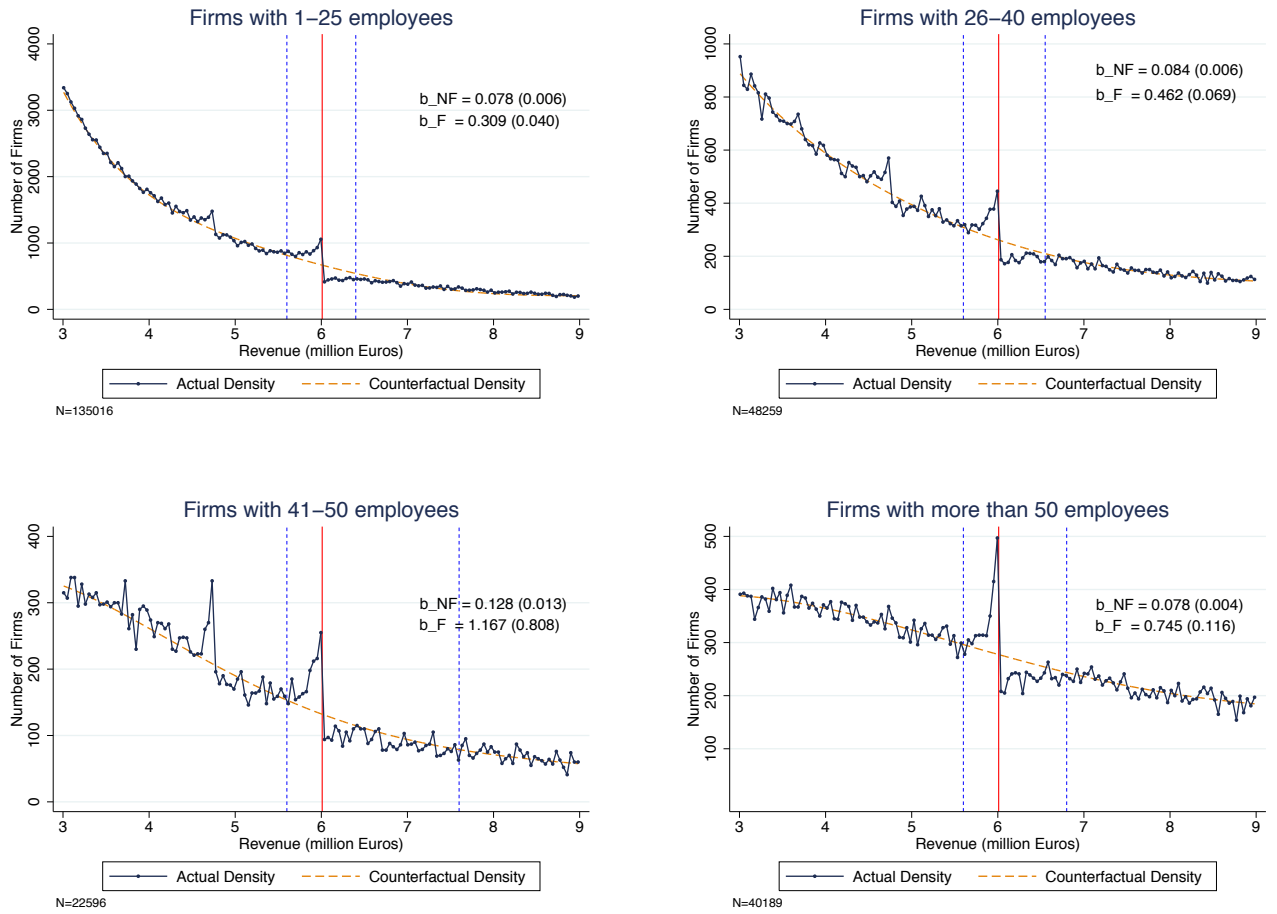 Firms with 1−25 employees
Number of Firms
4000
3000
2000
1000
0
b_NF = 0.078 (0.006)
b_F = 0.309 (0.040)
3 4 5 6 7 8 9
Revenue (million Euros)
Actual Density Counterfactual Density
N=135016
Firms with 26−40 employees
Number of Firms
1000
800
600
400
200
0
b_NF = 0.084 (0.006)
b_F = 0.462 (0.069)
3 4 5 6 7 8 9
Revenue (million Euros)
Actual Density Counterfactual Density
N=48259
Firms with 41−50 employees
Number of Firms
400
300
200
100
0
b_NF = 0.128 (0.013)
b_F = 1.167 (0.808)
3 4 5 6 7 8 9
Revenue (million Euros)
Actual Density Counterfactual Density
N=22596
Firms with more than 50 employees
Number of Firms
500
400
300
200
100
b_NF = 0.078 (0.004)
b_F = 0.745 (0.116)
3 4 5 6 7 8 9
Revenue (million Euros)
Actual Density Counterfactual Density
N=40189